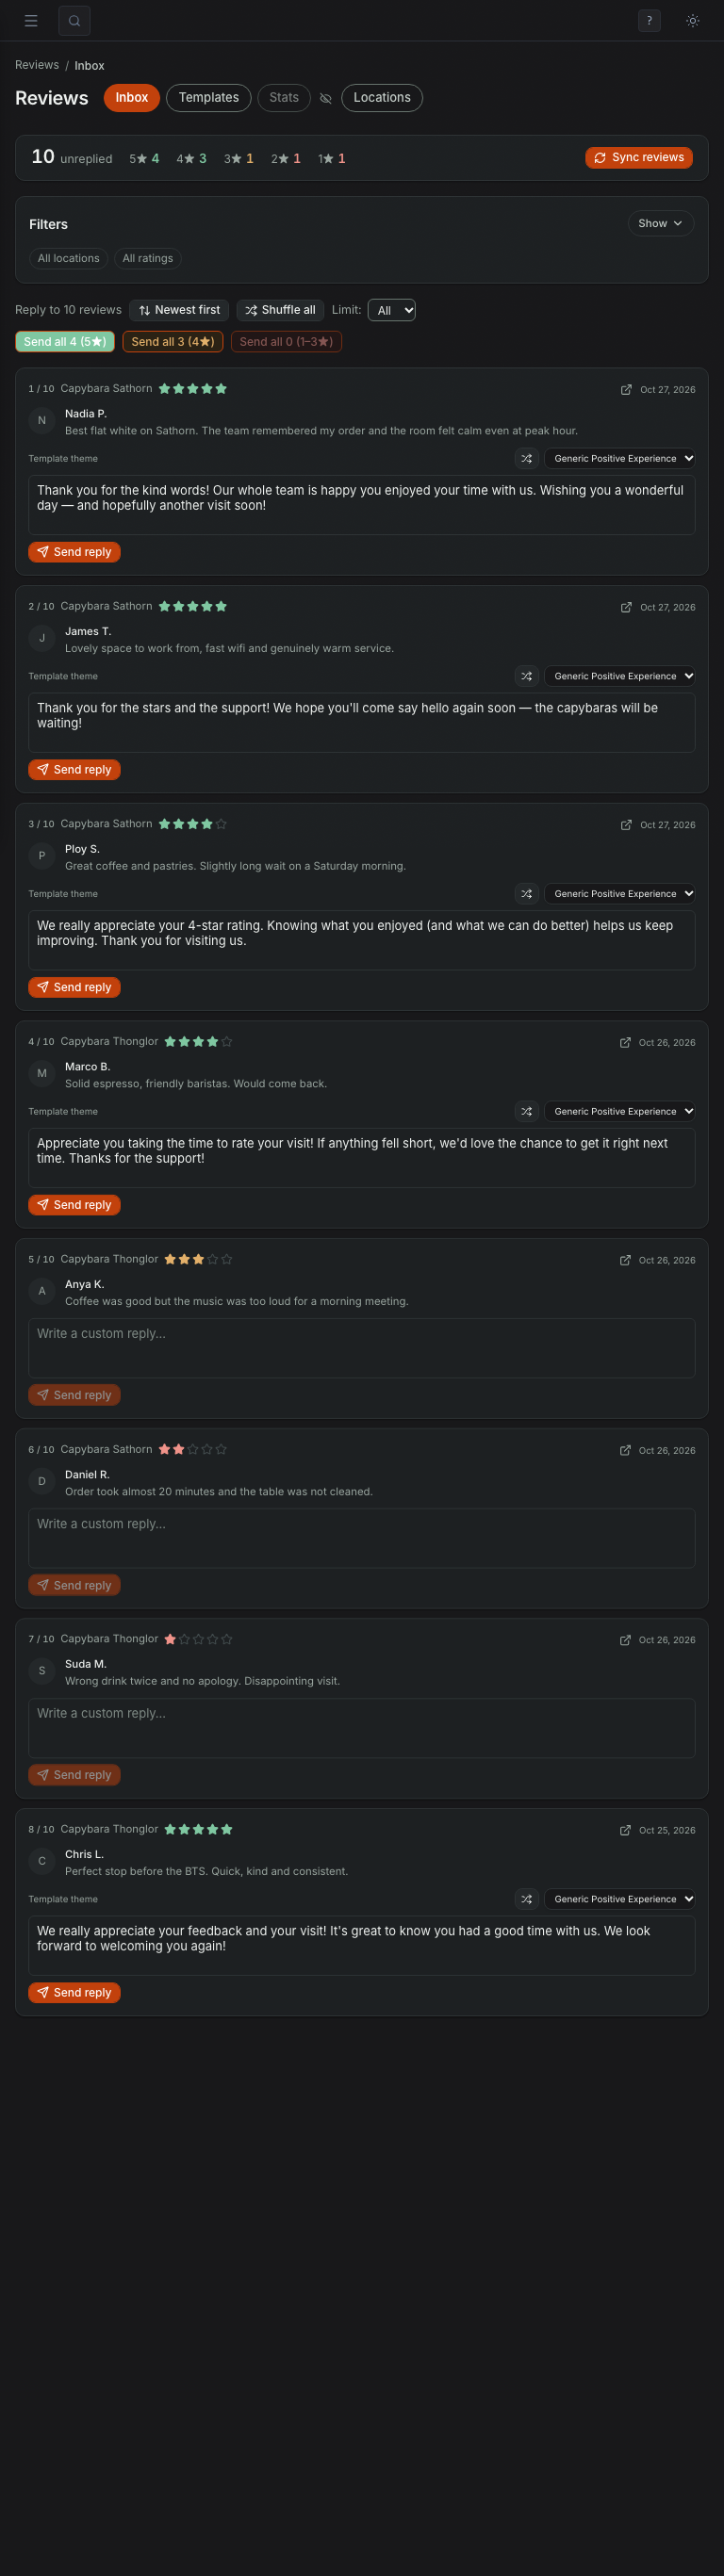 ?
Reviews / Inbox
Reviews Inbox Templates Stats Locations
10 unreplied 5★ 4 4★ 3 3★ 1 2★ 1 1★ 1 Sync reviews
Filters Show
All locations All ratings
Reply to 10 reviews Newest first Shuffle all Limit: All
Send all 4 (5★) Send all 3 (4★) Send all 0 (1–3★)
1 / 10 Capybara Sathorn Oct 27, 2026
N Nadia P.
Best flat white on Sathorn. The team remembered my order and the room felt calm even at peak hour.
Template theme Generic Positive Experience
Thank you for the kind words! Our whole team is happy you enjoyed your time with us. Wishing you a wonderful
day — and hopefully another visit soon!
Send reply
2 / 10 Capybara Sathorn Oct 27, 2026
J James T.
Lovely space to work from, fast wifi and genuinely warm service.
Template theme Generic Positive Experience
Thank you for the stars and the support! We hope you'll come say hello again soon — the capybaras will be
waiting!
Send reply
3 / 10 Capybara Sathorn Oct 27, 2026
P Ploy S.
Great coffee and pastries. Slightly long wait on a Saturday morning.
Template theme Generic Positive Experience
We really appreciate your 4-star rating. Knowing what you enjoyed (and what we can do better) helps us keep
improving. Thank you for visiting us.
Send reply
4 / 10 Capybara Thonglor Oct 26, 2026
M Marco B.
Solid espresso, friendly baristas. Would come back.
Template theme Generic Positive Experience
Appreciate you taking the time to rate your visit! If anything fell short, we'd love the chance to get it right next
time. Thanks for the support!
Send reply
5 / 10 Capybara Thonglor Oct 26, 2026
A Anya K.
Coffee was good but the music was too loud for a morning meeting.
Write a custom reply...
Send reply
6 / 10 Capybara Sathorn Oct 26, 2026
D Daniel R.
Order took almost 20 minutes and the table was not cleaned.
Write a custom reply...
Send reply
7 / 10 Capybara Thonglor Oct 26, 2026
S Suda M.
Wrong drink twice and no apology. Disappointing visit.
Write a custom reply...
Send reply
8 / 10 Capybara Thonglor Oct 25, 2026
C Chris L.
Perfect stop before the BTS. Quick, kind and consistent.
Template theme Generic Positive Experience
We really appreciate your feedback and your visit! It's great to know you had a good time with us. We look
forward to welcoming you again!
Send reply